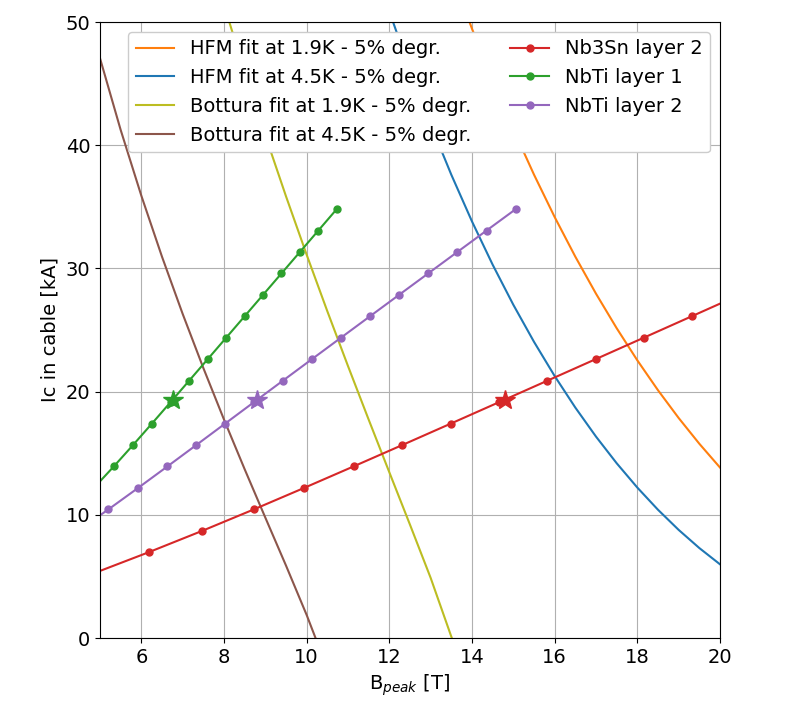 50
40
30
20
10
0
Ic in cable [kA]
HFM fit at 1.9K - 5% degr.
HFM fit at 4.5K - 5% degr.
Bottura fit at 1.9K - 5% degr.
Bottura fit at 4.5K - 5% degr.
Nb3Sn layer 2
NbTi layer 1
NbTi layer 2
6 8 10 12 14 16 18 20
B_peak [T]